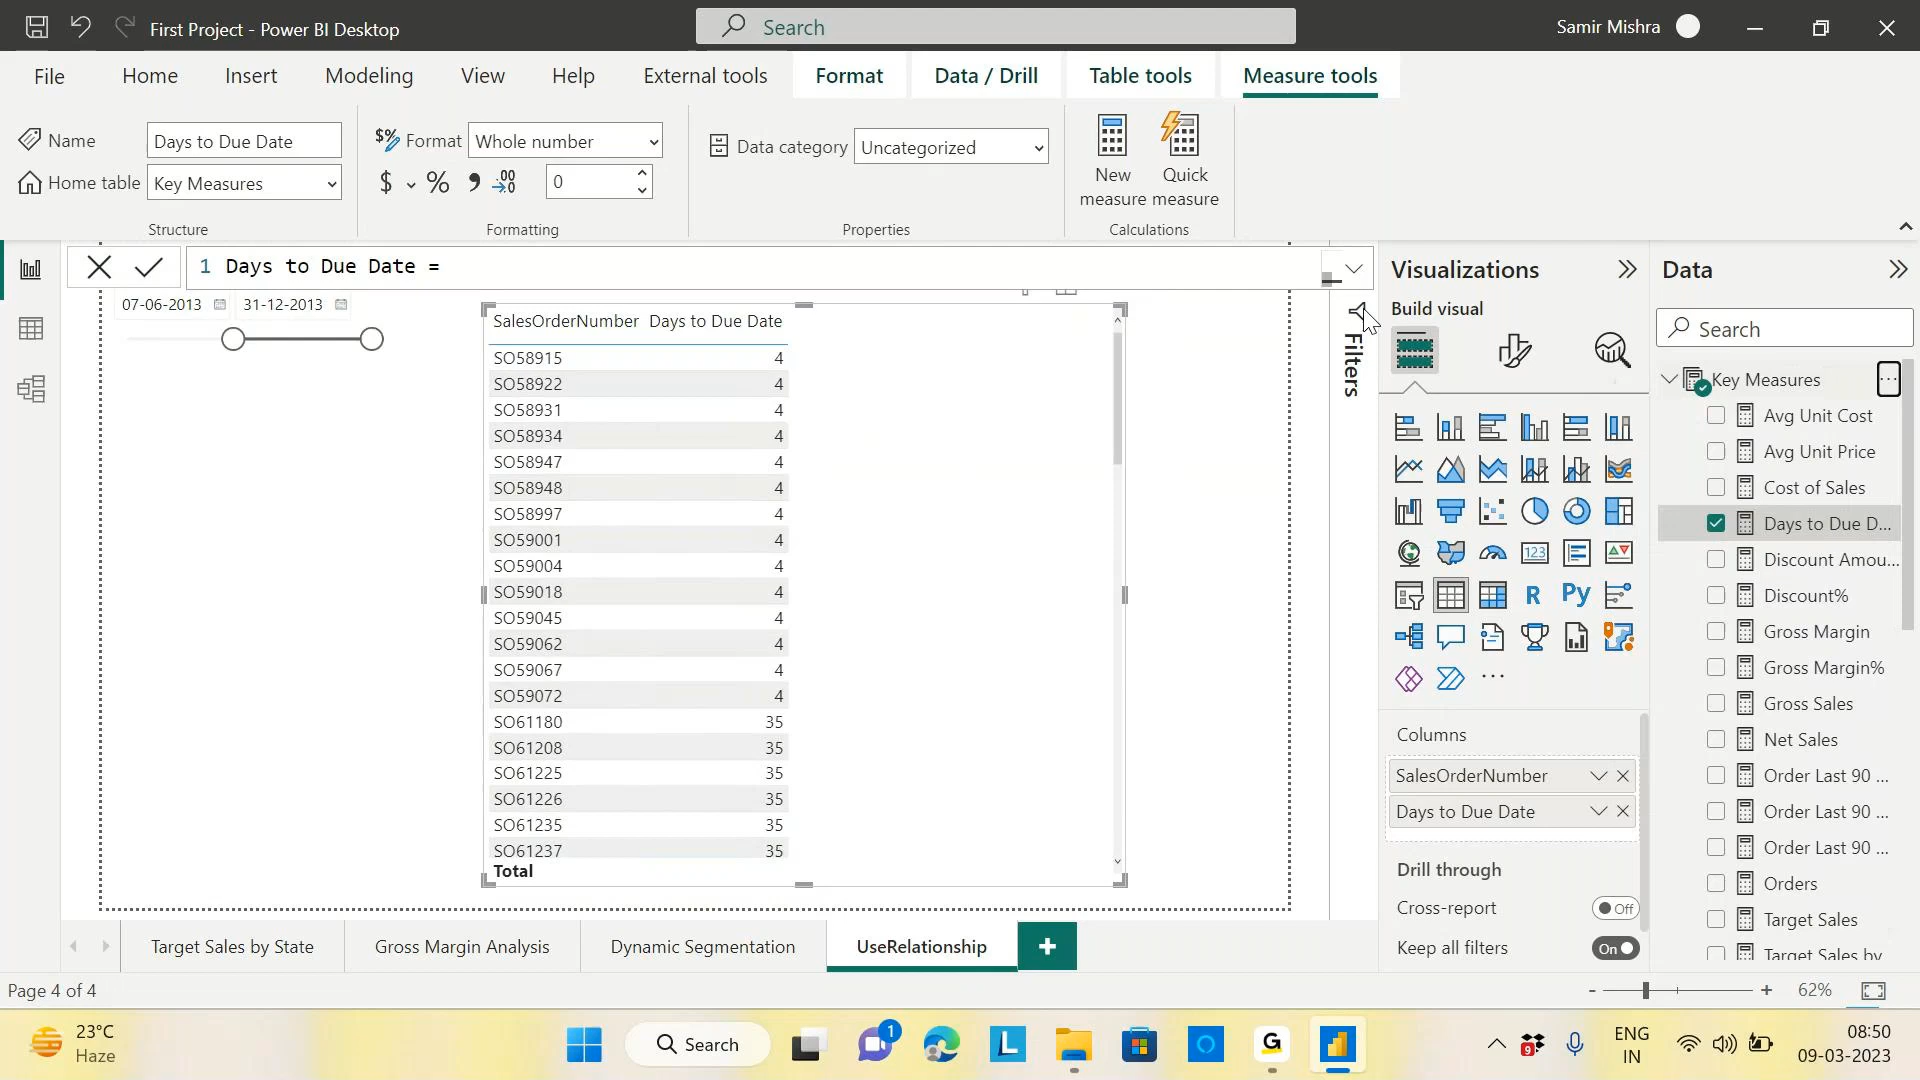 First Project - Power BI Desktop
Search
Samir Mishra
File Home Insert Modeling View Help External tools Format Data / Drill Table tools Measure tools
Name Days to Due Date
Home table Key Measures
Structure
Format Whole number
$ % , .00 0
Formatting
Data category Uncategorized
Properties
New measure
Quick measure
Calculations
1 Days to Due Date =
07-06-2013 31-12-2013
SalesOrderNumber Days to Due Date
SO58915 4
SO58922 4
SO58931 4
SO58934 4
SO58947 4
SO58948 4
SO58997 4
SO59001 4
SO59004 4
SO59018 4
SO59045 4
SO59062 4
SO59067 4
SO59072 4
SO61180 35
SO61208 35
SO61225 35
SO61226 35
SO61235 35
SO61237 35
Total
Filters
Visualizations
Build visual
123
R Py
...
Columns
SalesOrderNumber
Days to Due Date
Drill through
Cross-report Off
Keep all filters On
Data
Search
Key Measures ...
Avg Unit Cost
Avg Unit Price
Cost of Sales
Days to Due D...
Discount Amou...
Discount%
Gross Margin
Gross Margin%
Gross Sales
Net Sales
Order Last 90 ...
Order Last 90 ...
Order Last 90 ...
Orders
Target Sales
Target Sales by
Target Sales by State Gross Margin Analysis Dynamic Segmentation UseRelationship +
Page 4 of 4
- + 62%
23°C
Haze
Search
1
L
G
9
ENG
IN
08:50
09-03-2023